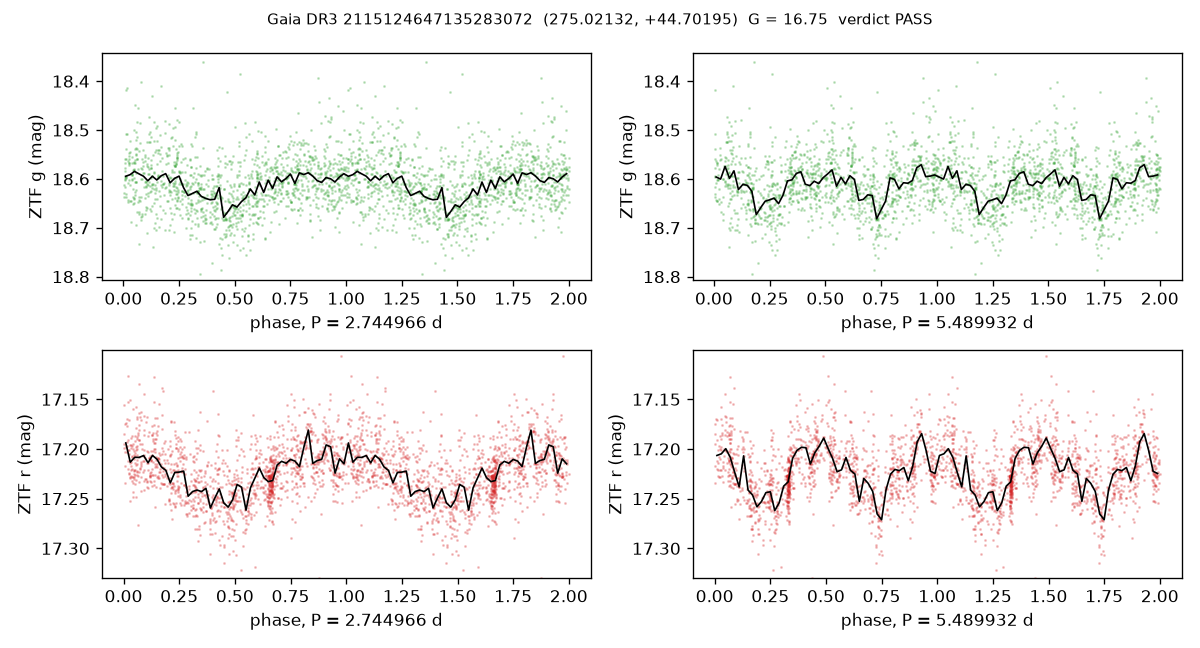 Gaia DR3 2115124647135283072 (275.02132, +44.70195) G = 16.75 verdict PASS
ZTF g (mag)
18.4
18.5
18.6
18.7
18.8
0.00 0.25 0.50 0.75 1.00 1.25 1.50 1.75 2.00
phase, P = 2.744966 d
ZTF g (mag)
18.4
18.5
18.6
18.7
18.8
0.00 0.25 0.50 0.75 1.00 1.25 1.50 1.75 2.00
phase, P = 5.489932 d
ZTF r (mag)
17.15
17.20
17.25
17.30
0.00 0.25 0.50 0.75 1.00 1.25 1.50 1.75 2.00
phase, P = 2.744966 d
ZTF r (mag)
17.15
17.20
17.25
17.30
0.00 0.25 0.50 0.75 1.00 1.25 1.50 1.75 2.00
phase, P = 5.489932 d